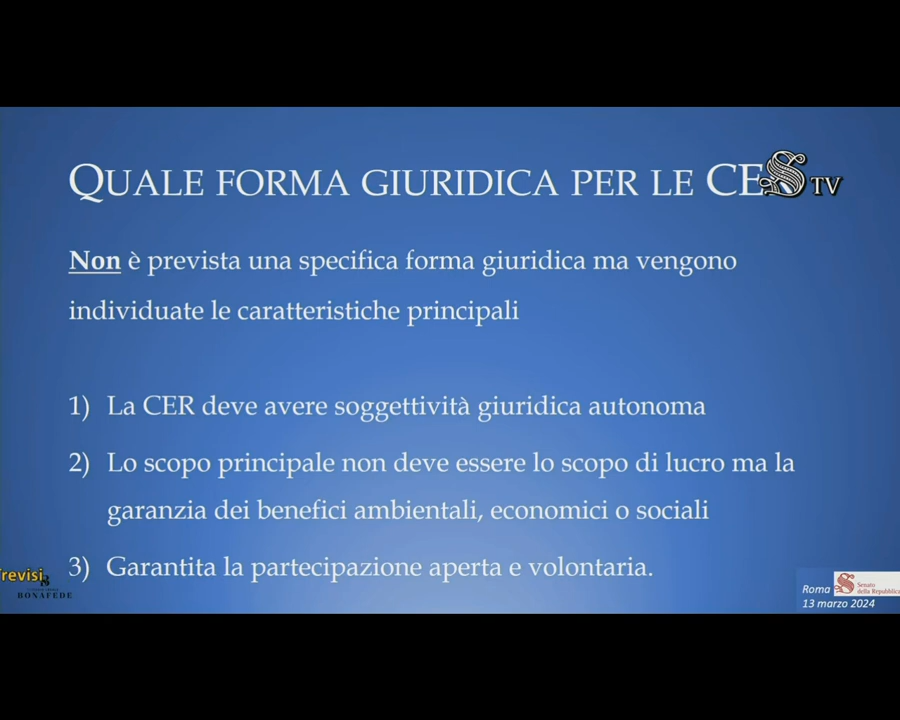 QUALE FORMA GIURIDICA PER LE CE
TV
Non è prevista una specifica forma giuridica ma vengono
individuate le caratteristiche principali
1) La CER deve avere soggettività giuridica autonoma
2) Lo scopo principale non deve essere lo scopo di lucro ma la
garanzia dei benefici ambientali, economici o sociali
3) Garantita la partecipazione aperta e volontaria.
revisi
BONAFEDE
Roma
Senato
della Repubblica
13 marzo 2024